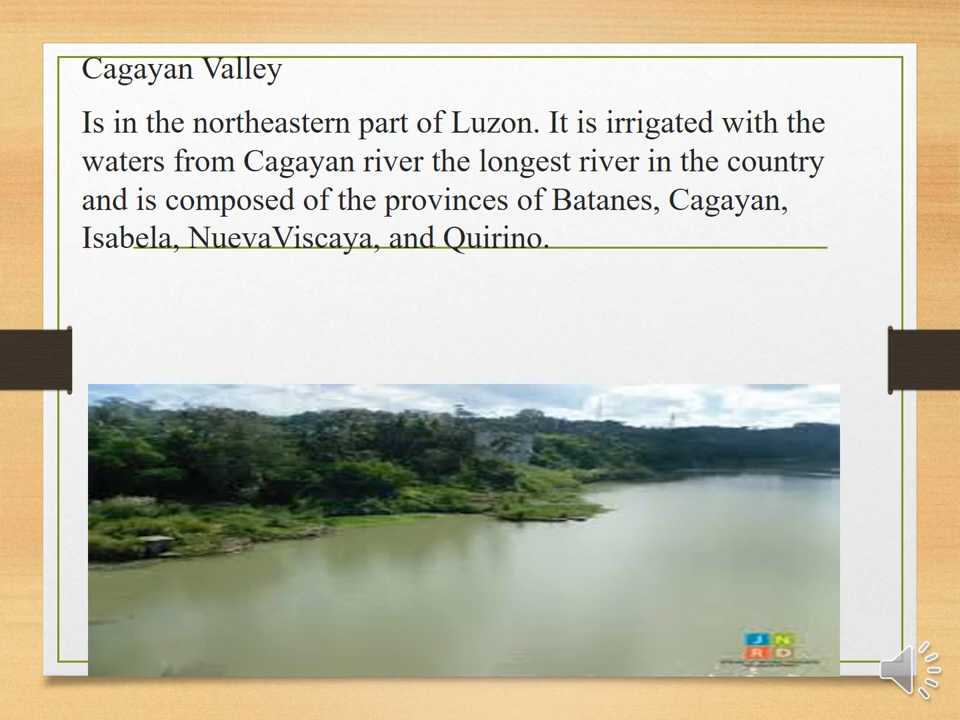 Cagayan Valley
Is in the northeastern part of Luzon. It is irrigated with the
waters from Cagayan river the longest river in the country
and is composed of the provinces of Batanes, Cagayan,
Isabela, NuevaViscaya, and Quirino.
J N
R D